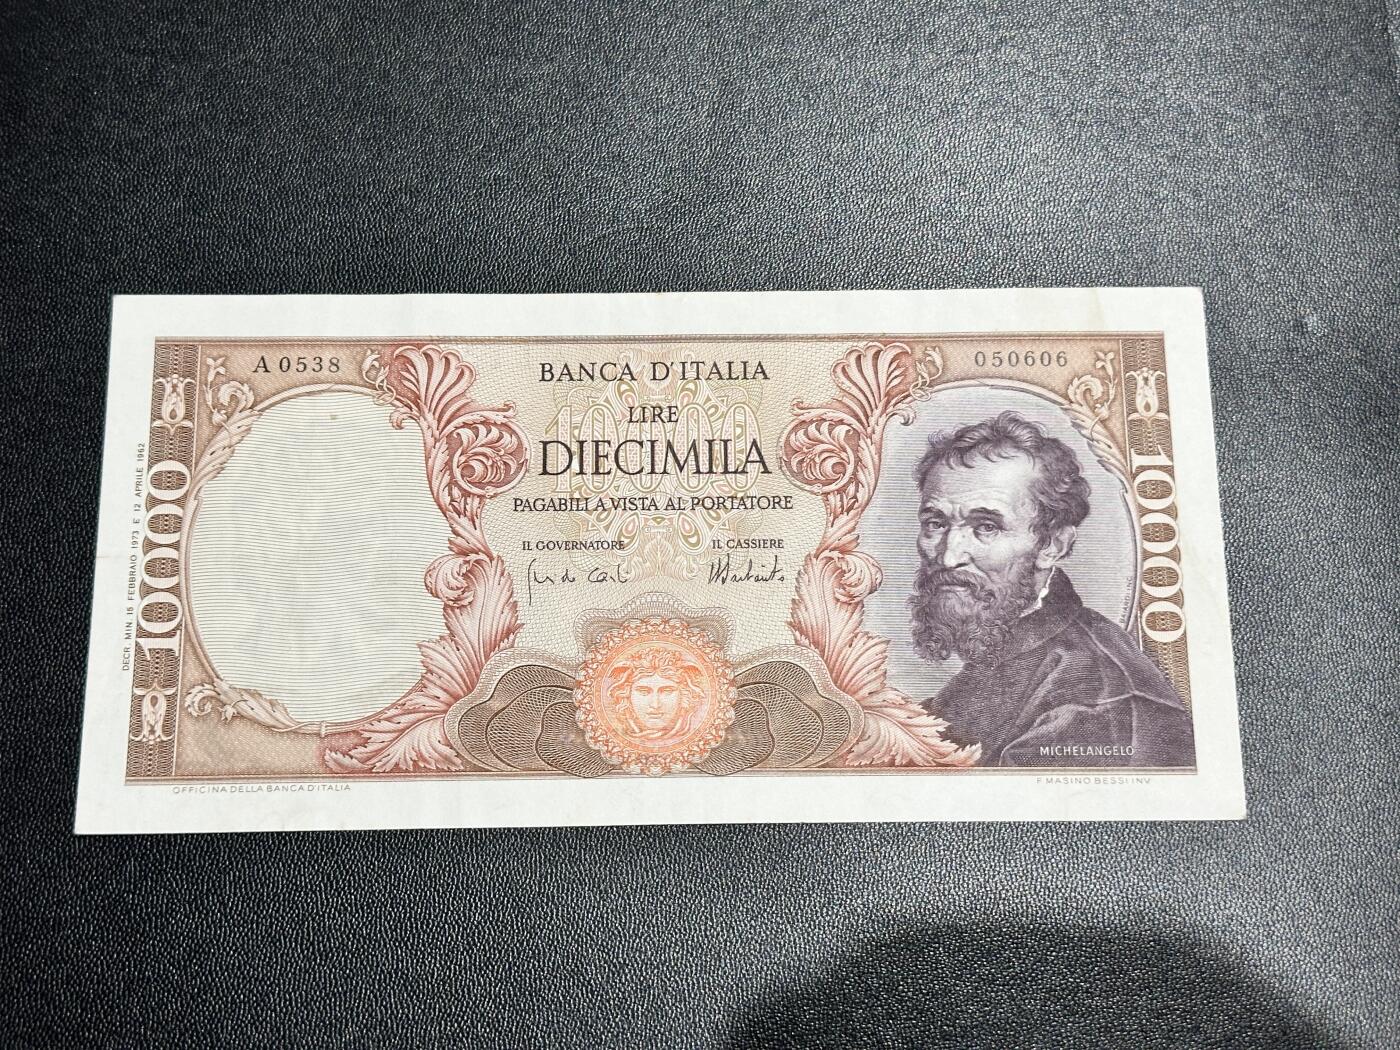 A 0538
050606
BANCA D'ITALIA
10000
LIRE
DIECIMILA
PAGABILI A VISTA AL PORTATORE
IL GOVERNATORE
IL CASSIERE
10000
10000
DECR. MIN. 15 FEBBRAIO 1973 E 12 APRILE 1962
MICHELANGELO
OFFICINA DELLA BANCA D'ITALIA
F. MASINO BESSI INV.